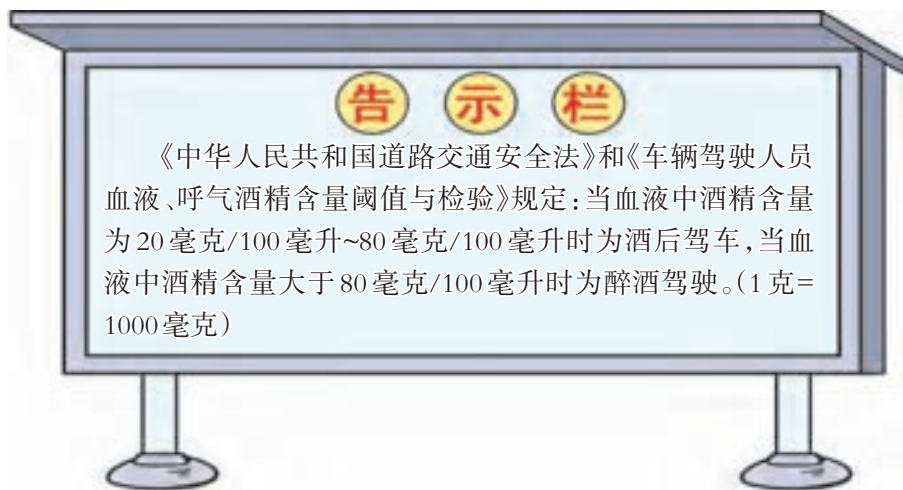 告示栏
《中华人民共和国道路交通安全法》和《车辆驾驶人员
血液、呼气酒精含量阈值与检验》规定:当血液中酒精含量
为20毫克/100毫升~80毫克/100毫升时为酒后驾车,当血
液中酒精含量大于80毫克/100毫升时为醉酒驾驶。(1克=
1000毫克)